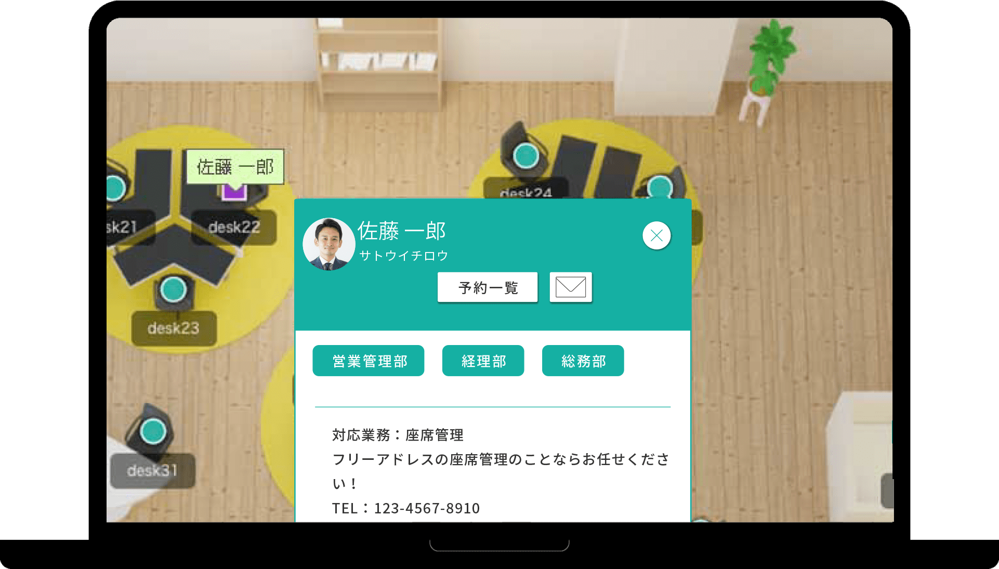 佐藤 一郎
desk24
sk21
desk22
desk23
desk31
佐藤 一郎
サトウイチロウ
予約一覧
営業管理部
経理部
総務部
対応業務：座席管理
フリーアドレスの座席管理のことならお任せくださ
い！
TEL：123-4567-8910